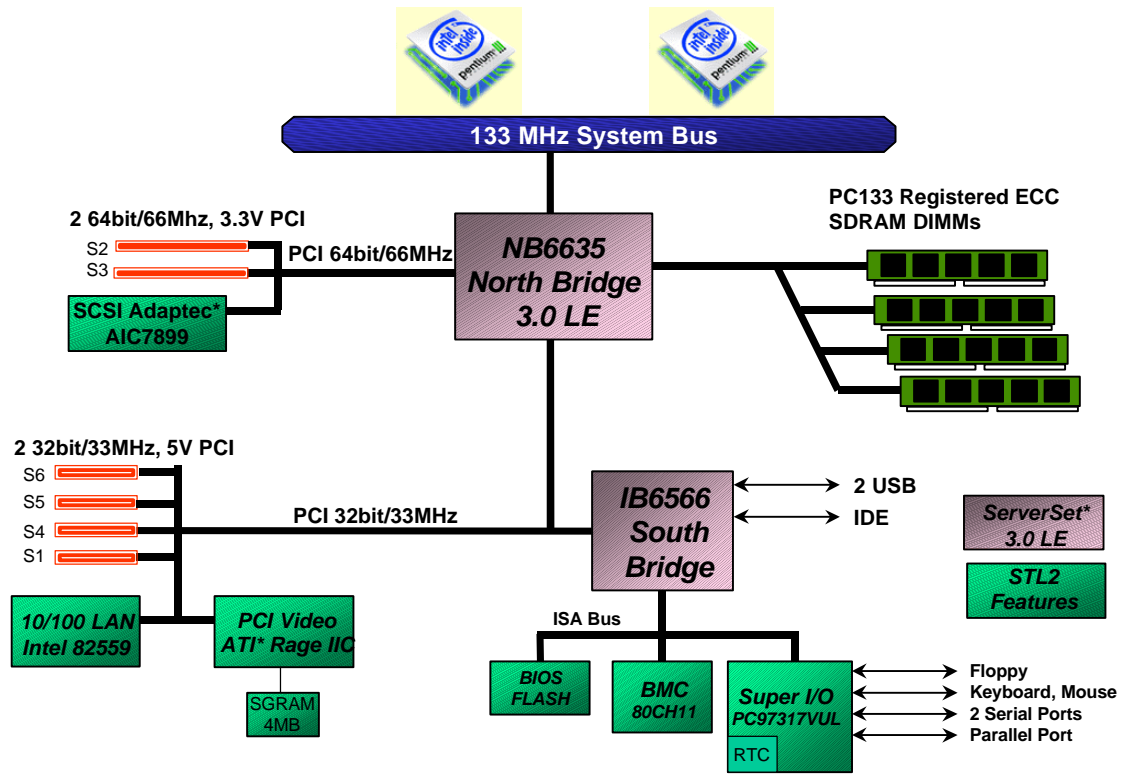 intel inside
pentium III
intel inside
pentium III
133 MHz System Bus
2 64bit/66Mhz, 3.3V PCI
S2
S3
PCI 64bit/66MHz
SCSI Adaptec*
AIC7899
NB6635
North Bridge
3.0 LE
PC133 Registered ECC
SDRAM DIMMs
2 32bit/33MHz, 5V PCI
S6
S5
S4
S1
PCI 32bit/33MHz
IB6566
South
Bridge
2 USB
IDE
ServerSet*
3.0 LE
STL2
Features
10/100 LAN
Intel 82559
PCI Video
ATI* Rage IIC
SGRAM
4MB
ISA Bus
BIOS
FLASH
BMC
80CH11
Super I/O
PC97317VUL
RTC
Floppy
Keyboard, Mouse
2 Serial Ports
Parallel Port